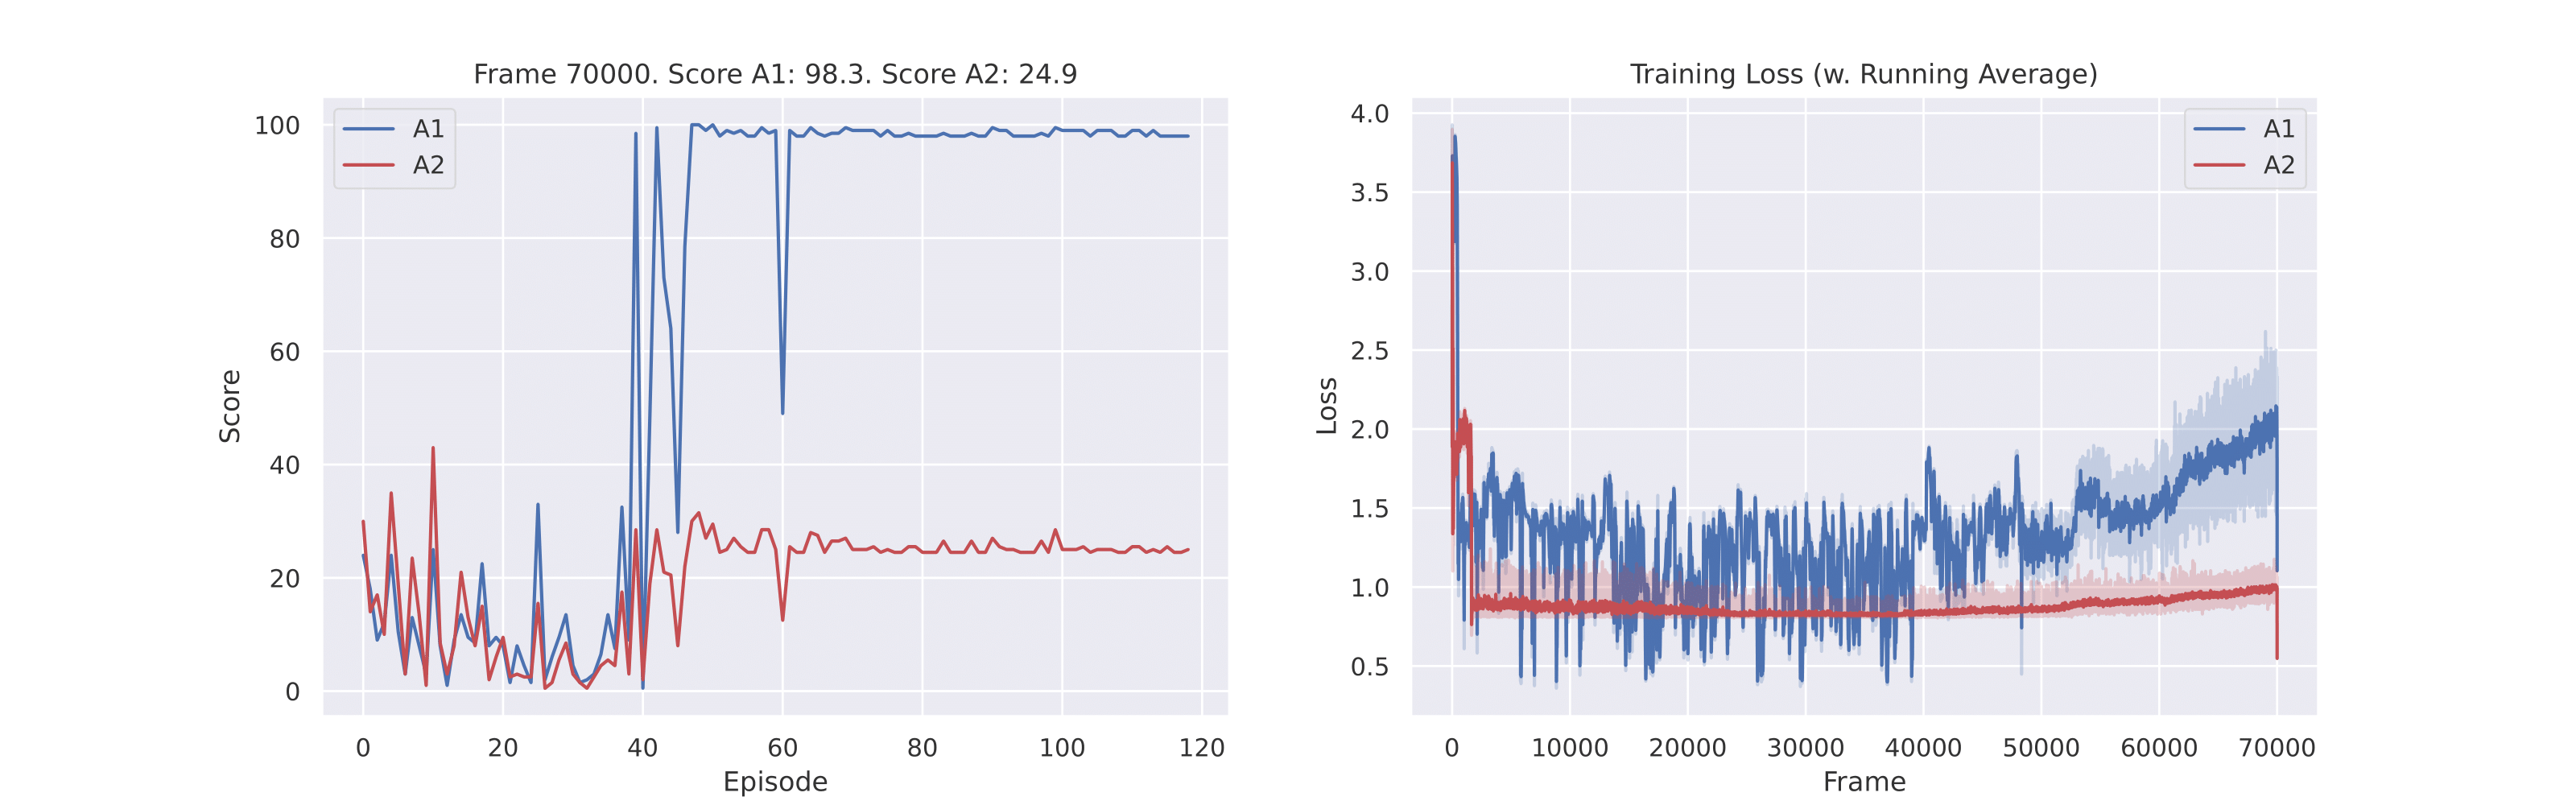 Frame 70000. Score A1: 98.3. Score A2: 24.9
A1
A2
100
80
60
40
20
0
Score
0 20 40 60 80 100 120
Episode
Training Loss (w. Running Average)
A1
A2
4.0
3.5
3.0
2.5
2.0
1.5
1.0
0.5
Loss
0 10000 20000 30000 40000 50000 60000 70000
Frame